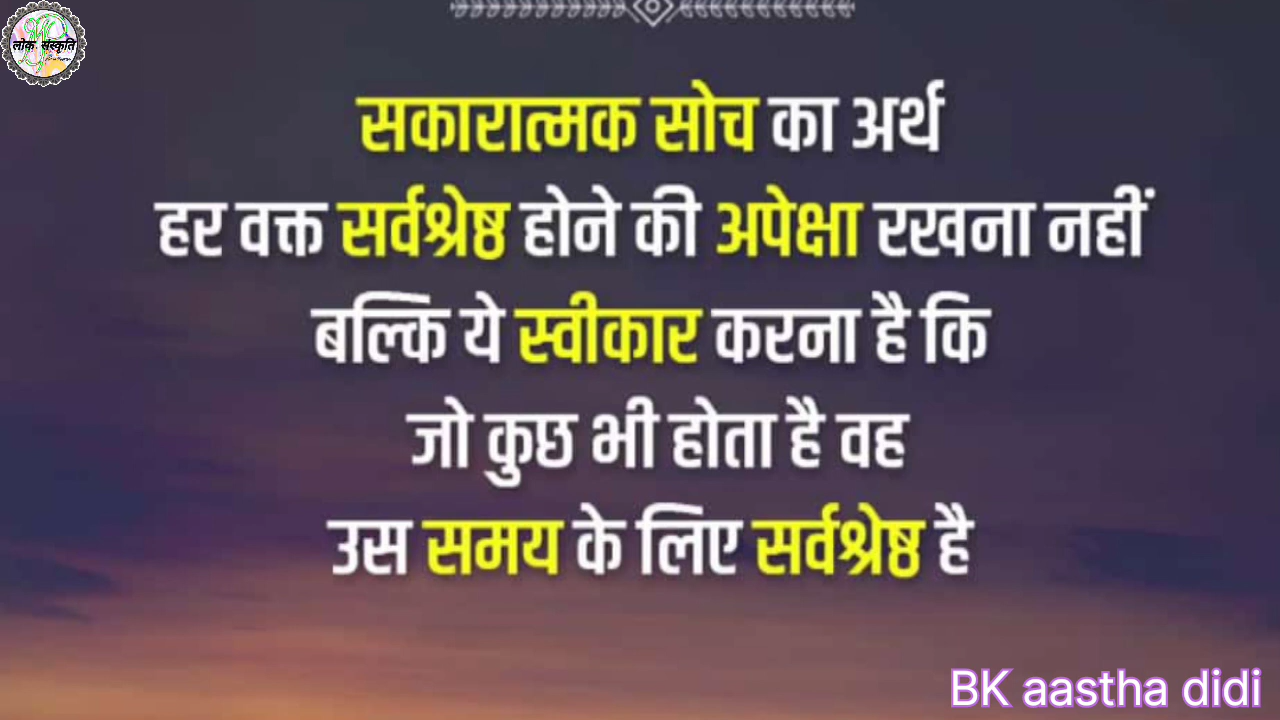 लोक संस्कृति
सकारात्मक सोच का अर्थ
हर वक्त सर्वश्रेष्ठ होने की अपेक्षा रखना नहीं
बल्कि ये स्वीकार करना है कि
जो कुछ भी होता है वह
उस समय के लिए सर्वश्रेष्ठ है
BK aastha didi